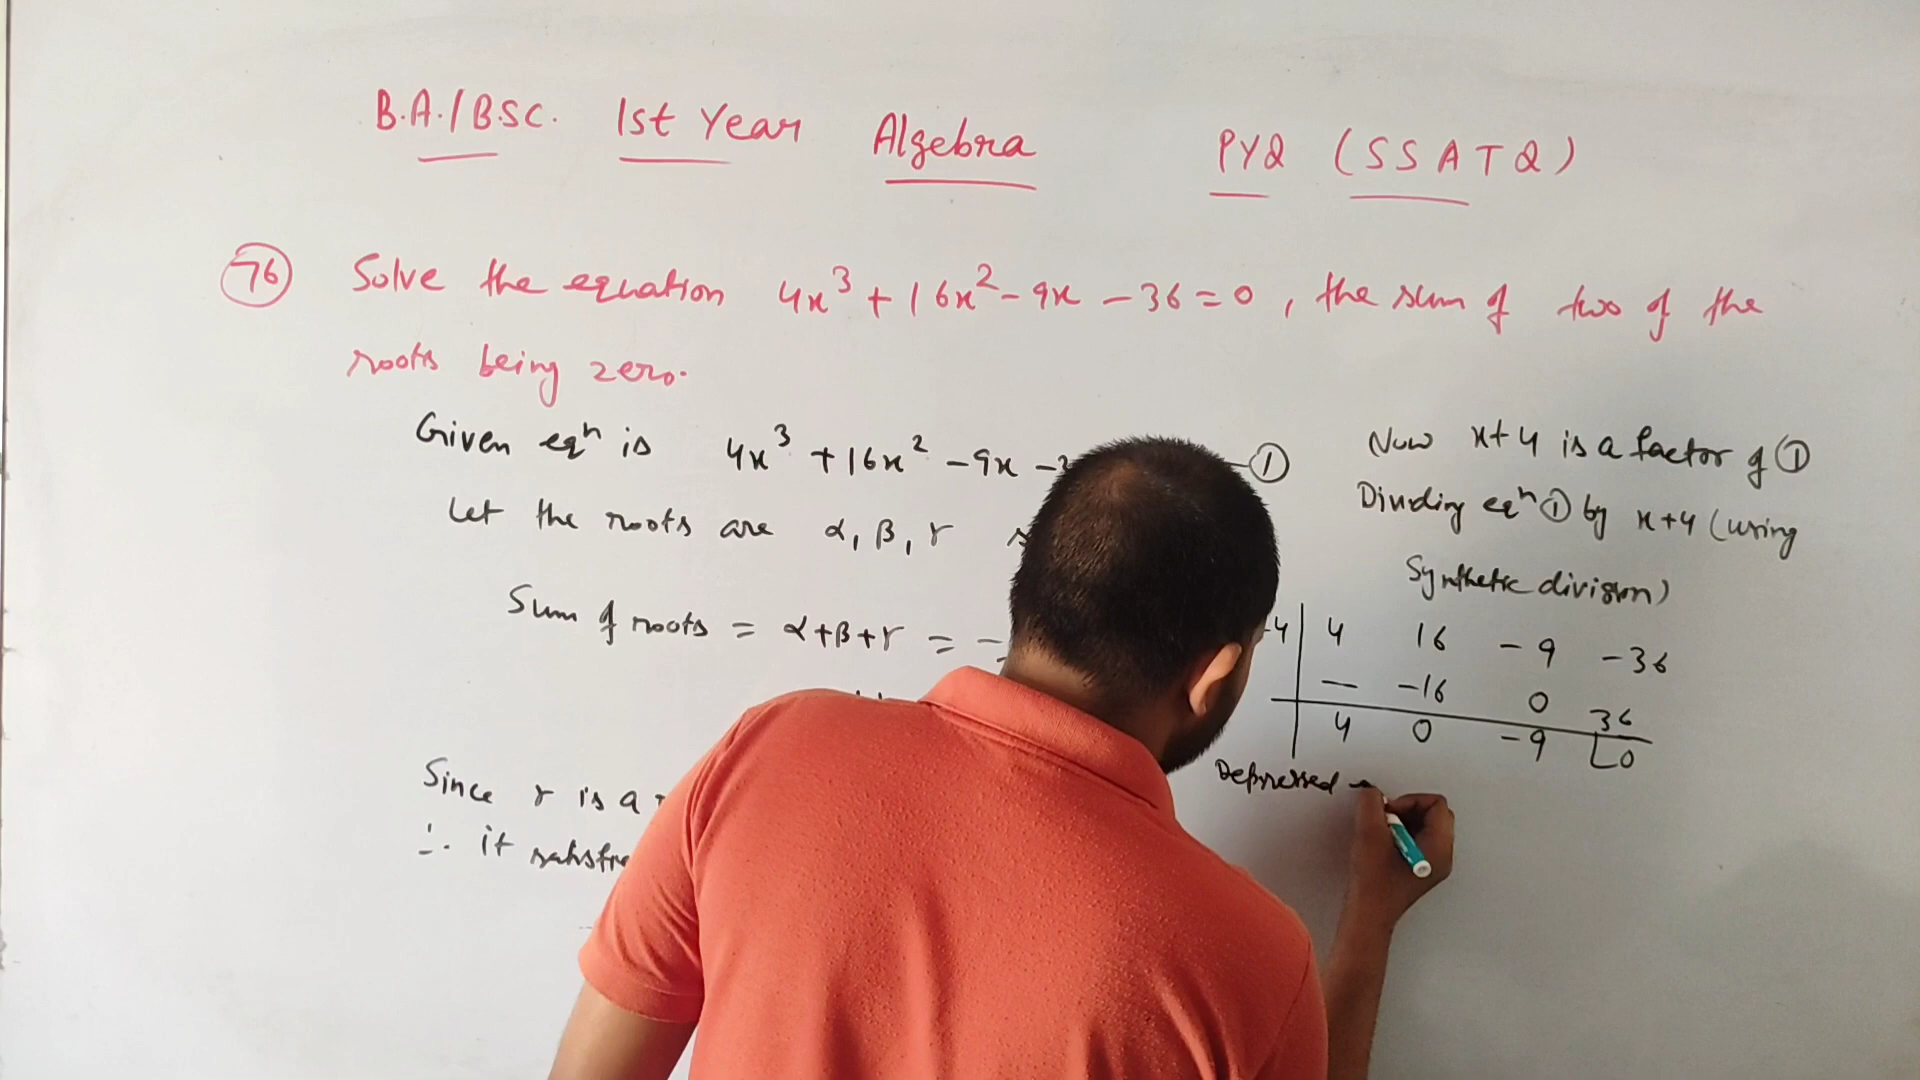 B.A./B.SC. 1st Year Algebra PYQ (SSATQ)
76 Solve the equation 4x³ + 16x² - 9x - 36 = 0, the sum of two of the
roots being zero.
Given eqⁿ is 4x³ + 16x² - 9x - ①
Let the roots are α, β, γ
Sum of roots = α+β+γ = -
Since γ is a
∴ it
Now x+4 is a factor of ①
Dividing eqⁿ ① by x+4 (using
Synthetic division)
-4 | 4 16 -9 -36
— -16 0 36
4 0 -9 0
Depressed